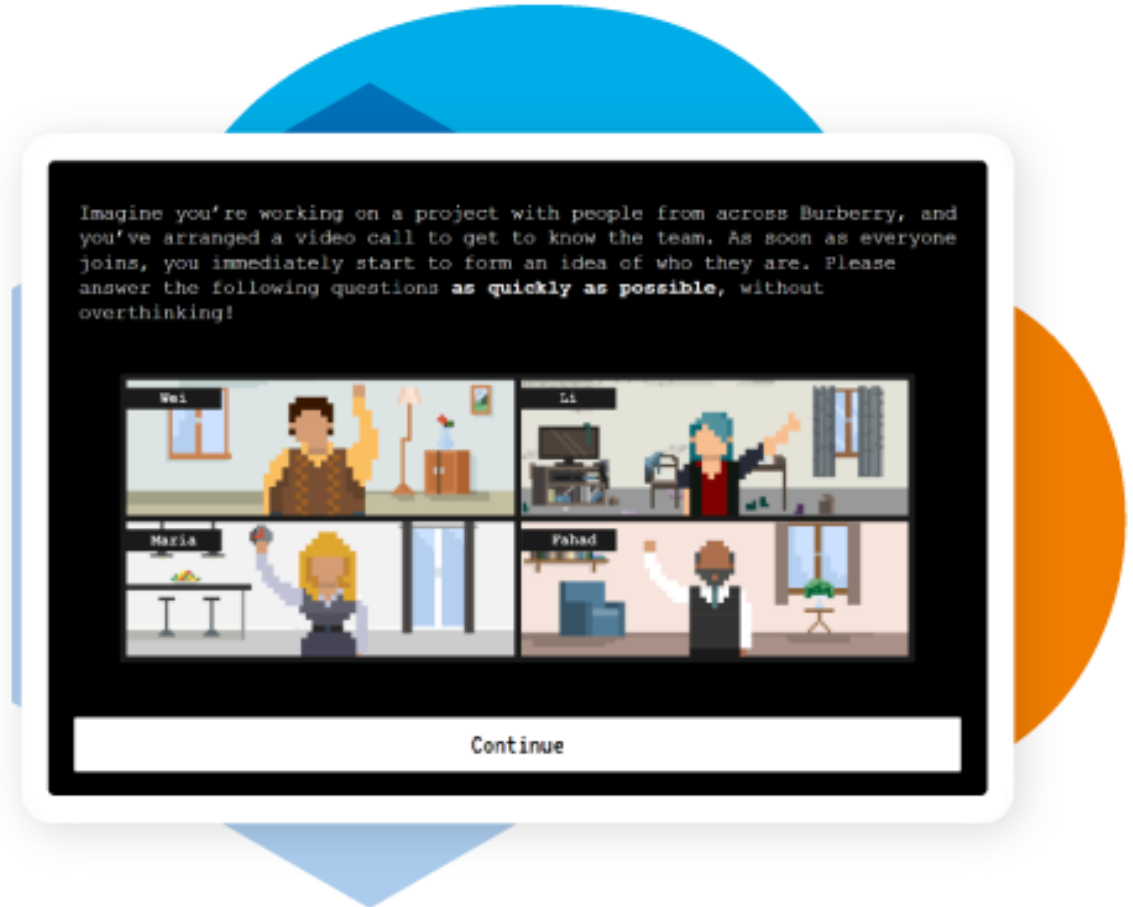 Imagine you're working on a project with people from across Burberry, and
you've arranged a video call to get to know the team. As soon as everyone
joins, you immediately start to form an idea of who they are. Please
answer the following questions as quickly as possible, without
overthinking!
Wei
Li
Maria
Fahad
Continue